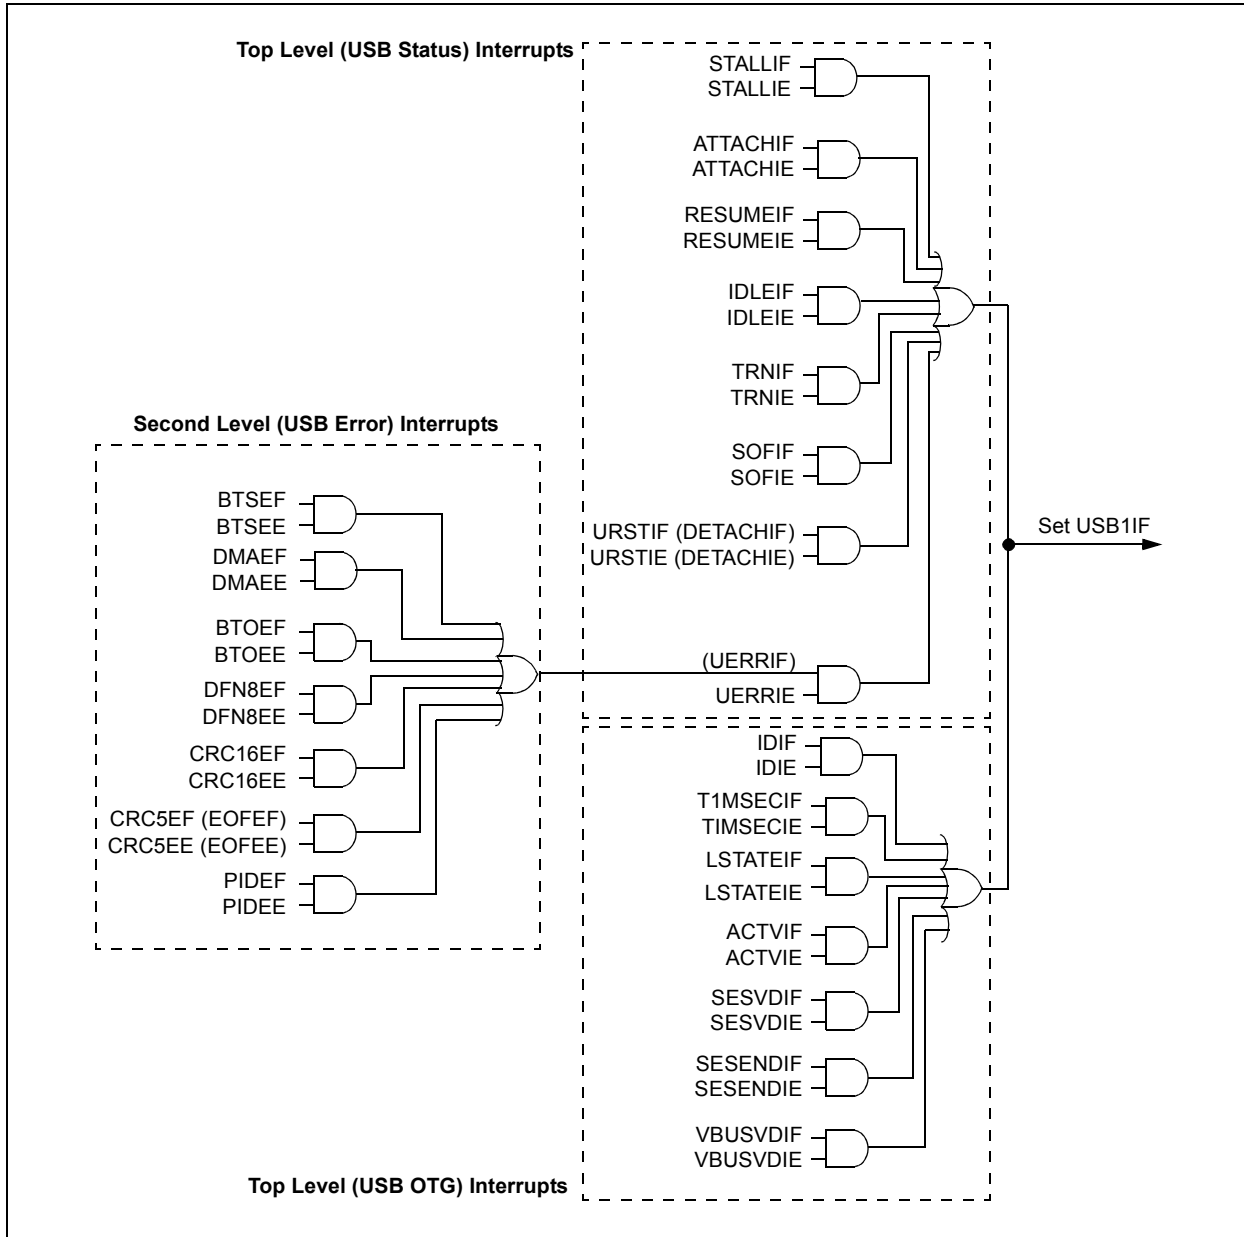 Top Level (USB Status) Interrupts
STALLIF
STALLIE
ATTACHIF
ATTACHIE
RESUMEIF
RESUMEIE
IDLEIF
IDLEIE
TRNIF
TRNIE
SOFIF
SOFIE
URSTIF (DETACHIF)
URSTIE (DETACHIE)
(UERRIF)
UERRIE
Set USB1IF
Second Level (USB Error) Interrupts
BTSEF
BTSEE
DMAEF
DMAEE
BTOEF
BTOEE
DFN8EF
DFN8EE
CRC16EF
CRC16EE
CRC5EF (EOFEF)
CRC5EE (EOFEE)
PIDEF
PIDEE
IDIF
IDIE
T1MSECIF
TIMSECIE
LSTATEIF
LSTATEIE
ACTVIF
ACTVIE
SESVDIF
SESVDIE
SESENDIF
SESENDIE
VBUSVDIF
VBUSVDIE
Top Level (USB OTG) Interrupts